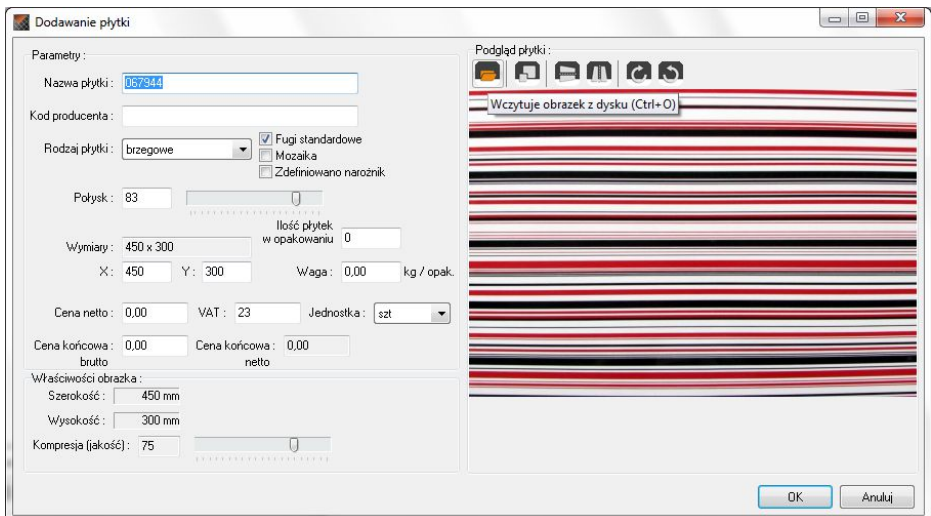 Dodawanie płytki
Parametry :
Nazwa płytki : 067944
Kod producenta :
Rodzaj płytki : brzegowe
Fugi standardowe
Mozaika
Zdefiniowano narożnik
Połysk : 83
Ilość płytek
w opakowaniu 0
Wymiary : 450 x 300
X : 450 Y : 300 Waga : 0,00 kg / opak.
Cena netto : 0,00 VAT : 23 Jednostka : szt
Cena końcowa : 0,00 Cena końcowa : 0,00
brutto netto
Właściwości obrazka :
Szerokość : 450 mm
Wysokość : 300 mm
Kompresja (jakość) : 75
Podgląd płytki :
Wczytuje obrazek z dysku (Ctrl+O)
OK Anuluj